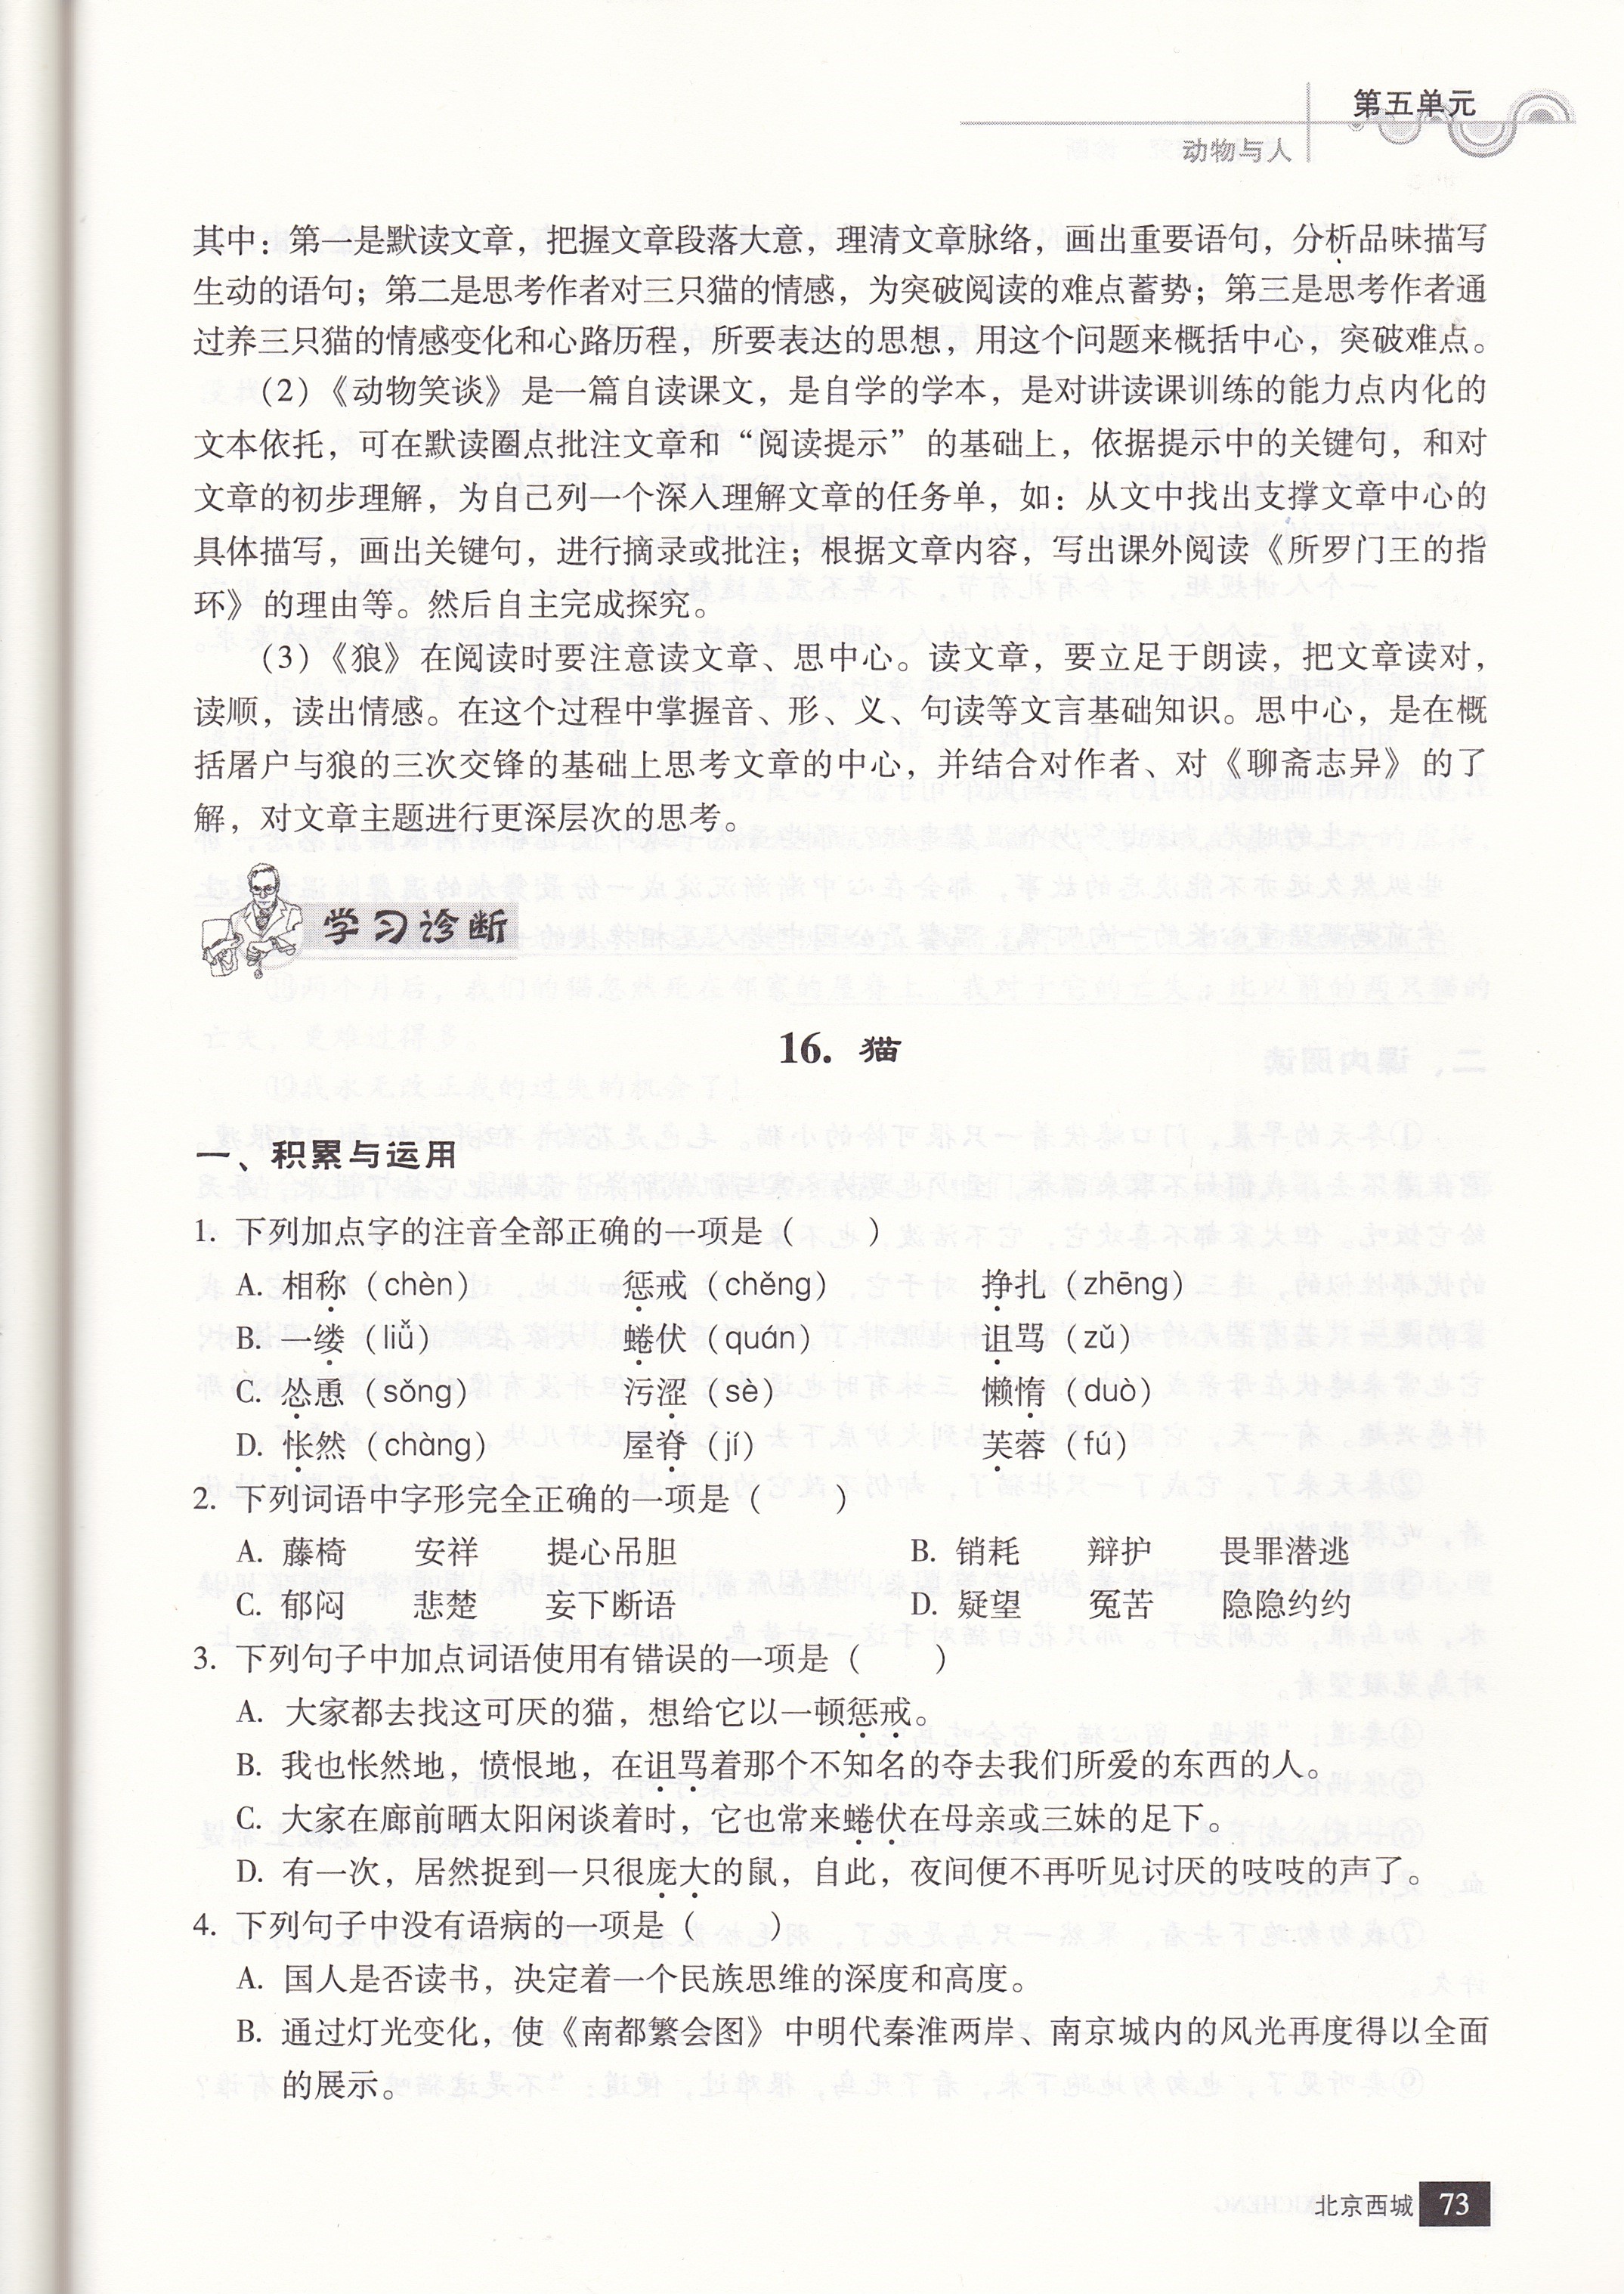 第五单元
动物与人
其中：第一是默读文章，把握文章段落大意，理清文章脉络，画出重要语句，分析品味描写
生动的语句；第二是思考作者对三只猫的情感，为突破阅读的难点蓄势；第三是思考作者通
过养三只猫的情感变化和心路历程，所要表达的思想，用这个问题来概括中心，突破难点。
（2）《动物笑谈》是一篇自读课文，是自学的学本，是对讲读课训练的能力点内化的
文本依托，可在默读圈点批注文章和“阅读提示”的基础上，依据提示中的关键句，和对
文章的初步理解，为自己列一个深入理解文章的任务单，如：从文中找出支撑文章中心的
具体描写，画出关键句，进行摘录或批注；根据文章内容，写出课外阅读《所罗门王的指
环》的理由等。然后自主完成探究。
（3）《狼》在阅读时要注意读文章、思中心。读文章，要立足于朗读，把文章读对，
读顺，读出情感。在这个过程中掌握音、形、义、句读等文言基础知识。思中心，是在概
括屠户与狼的三次交锋的基础上思考文章的中心，并结合对作者、对《聊斋志异》的了
解，对文章主题进行更深层次的思考。
学习诊断
16. 猫
一、积累与运用
1. 下列加点字的注音全部正确的一项是（　　）
A. 相称（chèn）　惩戒（chěng）　挣扎（zhēng）
B. 一缕（liǚ）　蜷伏（quán）　诅骂（zǔ）
C. 怂恿（sǒng）　污涩（sè）　懒惰（duò）
D. 怅然（chàng）　屋脊（jí）　芙蓉（fú）
2. 下列词语中字形完全正确的一项是（　　）
A. 藤椅　安祥　提心吊胆　B. 销耗　辩护　畏罪潜逃
C. 郁闷　悲楚　妄下断语　D. 疑望　冤苦　隐隐约约
3. 下列句子中加点词语使用有错误的一项是（　　）
A. 大家都去找这可厌的猫，想给它以一顿惩戒。
B. 我也怅然地，愤恨地，在诅骂着那个不知名的夺去我们所爱的东西的人。
C. 大家在廊前晒太阳闲谈着时，它也常来蜷伏在母亲或三妹的足下。
D. 有一次，居然捉到一只很庞大的鼠，自此，夜间便不再听见讨厌的吱吱的声了。
4. 下列句子中没有语病的一项是（　　）
A. 国人是否读书，决定着一个民族思维的深度和高度。
B. 通过灯光变化，使《南都繁会图》中明代秦淮两岸、南京城内的风光再度得以全面
的展示。
北京西城 73